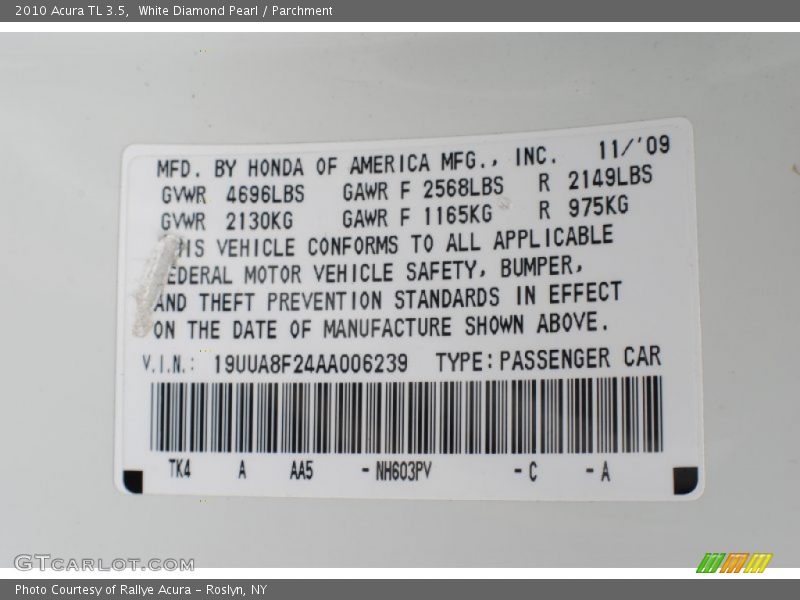 2010 Acura TL 3.5,  White Diamond Pearl / Parchment
MFD. BY HONDA OF AMERICA MFG., INC. 11/'09
GVWR 4696LBS GAWR F 2568LBS R 2149LBS
GVWR 2130KG GAWR F 1165KG R 975KG
HIS VEHICLE CONFORMS TO ALL APPLICABLE
EDERAL MOTOR VEHICLE SAFETY, BUMPER,
AND THEFT PREVENTION STANDARDS IN EFFECT
ON THE DATE OF MANUFACTURE SHOWN ABOVE.
V.I.N.: 19UUA8F24AA006239 TYPE: PASSENGER CAR
TK4 A AA5 - NH603PV - C - A
GTCARLOT.COM
Photo Courtesy of Rallye Acura – Roslyn, NY